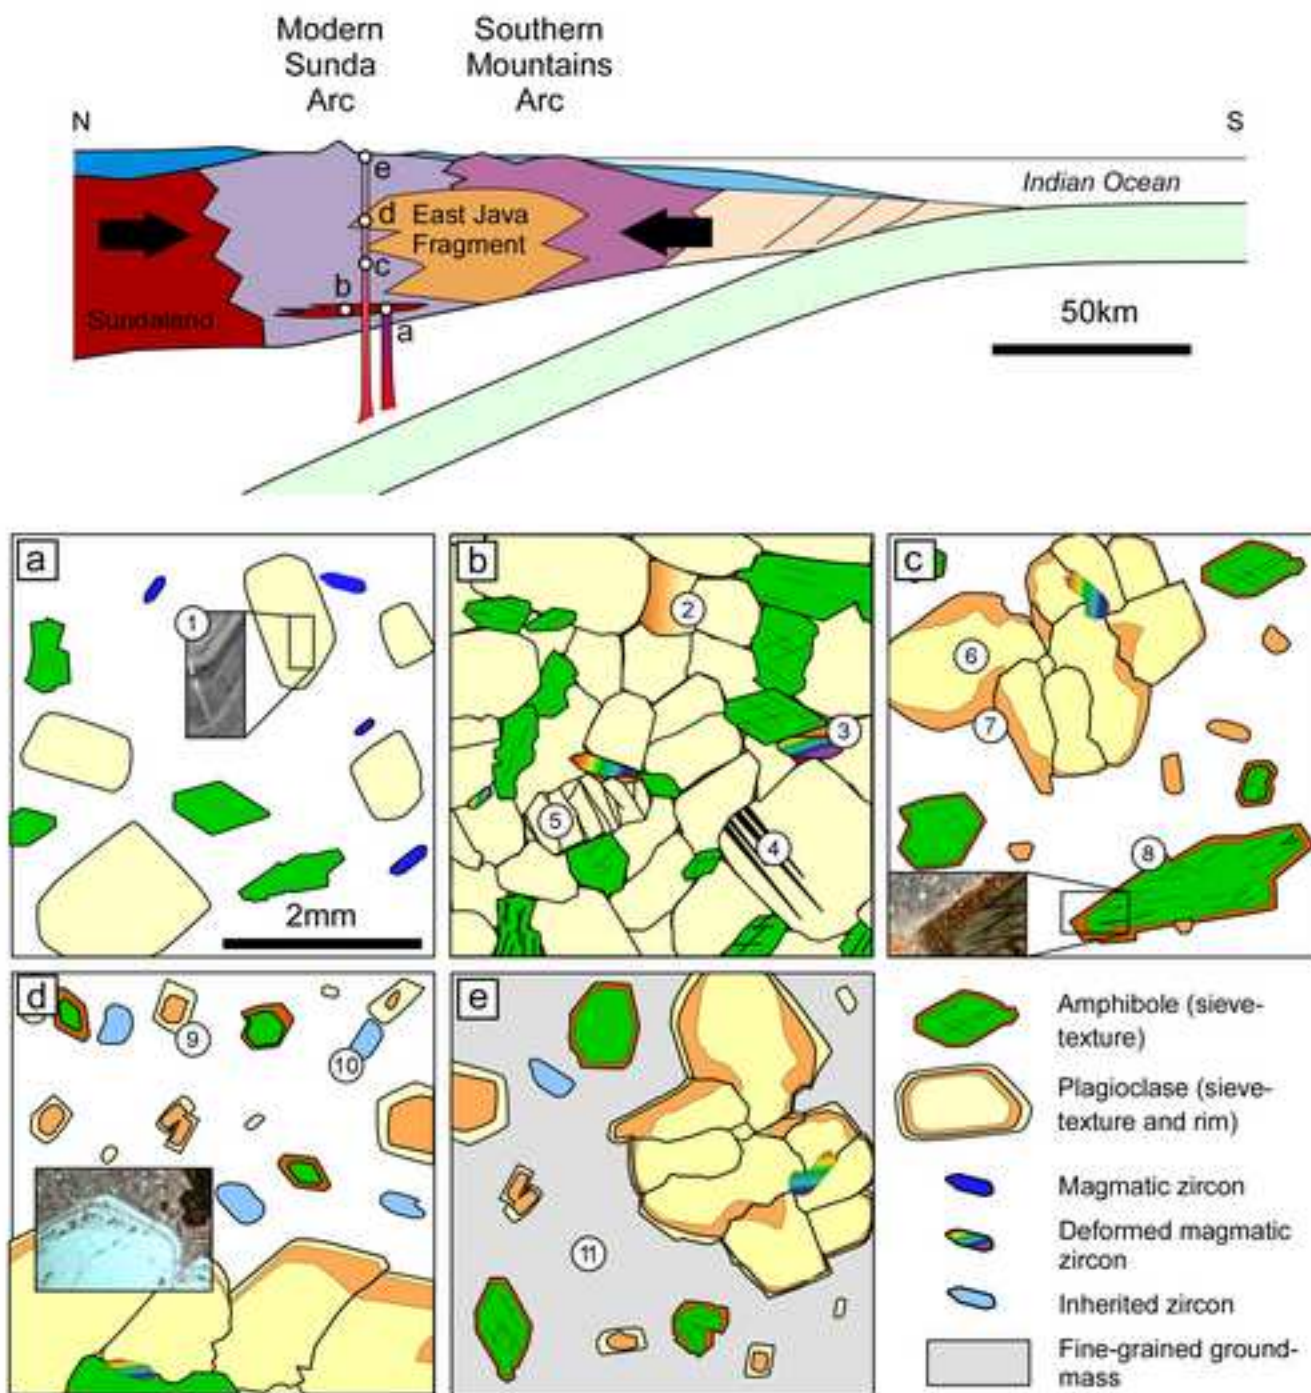 Modern
Sunda
Arc
Southern
Mountains
Arc
N
S
e
Indian Ocean
d
East Java
Fragment
c
b
Sundaland
a
50km
a
1
2mm
b
2
3
4
5
c
6
7
8
d
9
10
e
11
Amphibole (sieve-
texture)
Plagioclase (sieve-
texture and rim)
Magmatic zircon
Deformed magmatic
zircon
Inherited zircon
Fine-grained ground-
mass